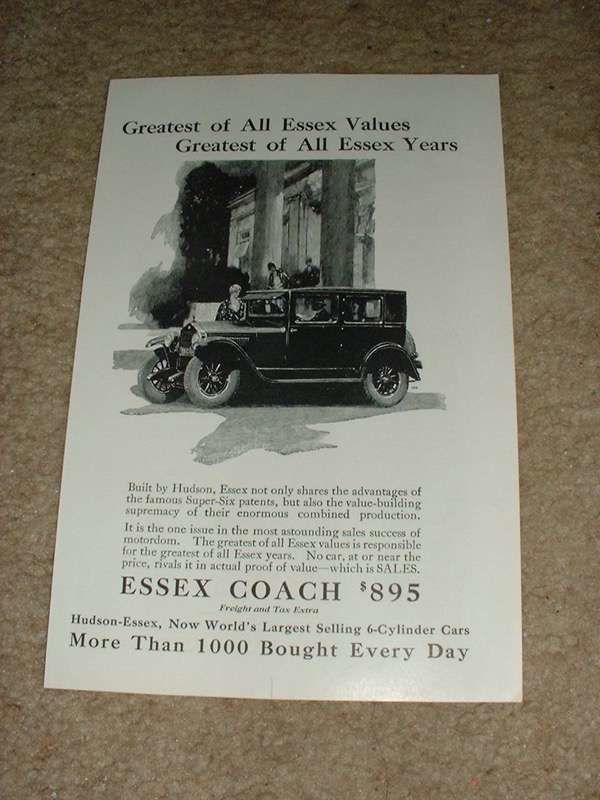 Greatest of All Essex Values
Greatest of All Essex Years
Built by Hudson, Essex not only shares the advantages of
the famous Super-Six patents, but also the value-building
supremacy of their enormous combined production.
It is the one issue in the most astounding sales success of
motordom. The greatest of all Essex values is responsible
for the greatest of all Essex years. No car, at or near the
price, rivals it in actual proof of value—which is SALES.
ESSEX COACH $895
Freight and Tax Extra
Hudson-Essex, Now World's Largest Selling 6-Cylinder Cars
More Than 1000 Bought Every Day